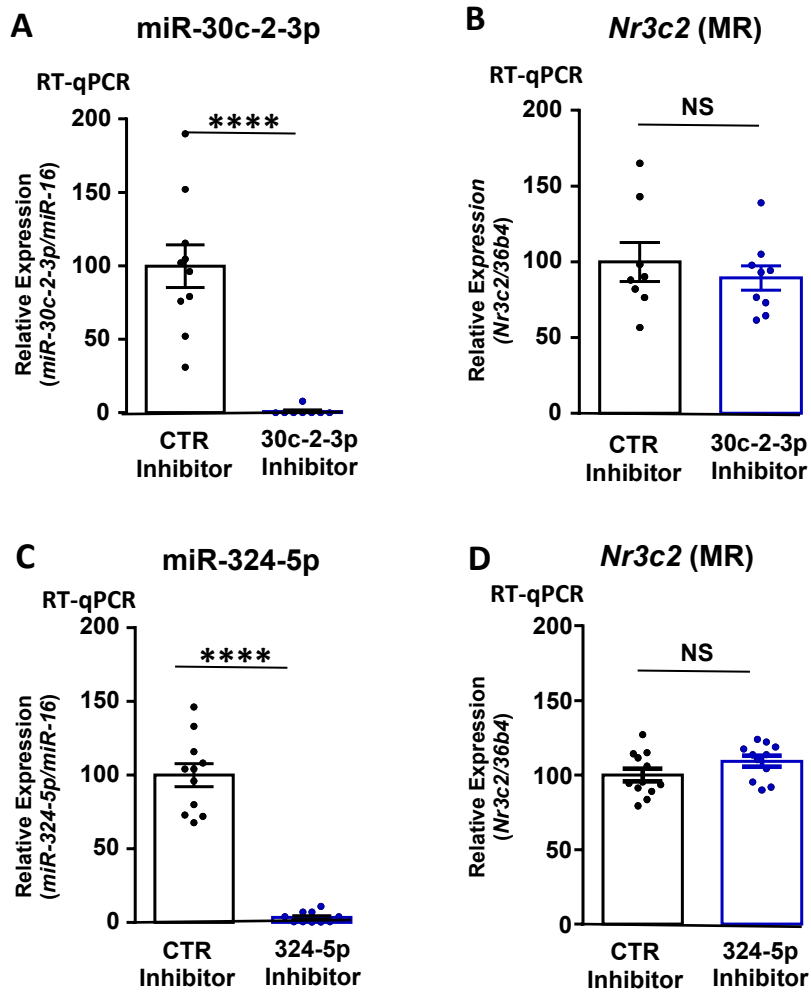 A
miR-30c-2-3p
RT-qPCR
Relative Expression
(miR-30c-2-3p/miR-16)
200
150
100
50
0
****
CTR
Inhibitor
30c-2-3p
Inhibitor
B
Nr3c2 (MR)
RT-qPCR
Relative Expression
(Nr3c2/36b4)
200
150
100
50
0
NS
CTR
Inhibitor
30c-2-3p
Inhibitor
C
miR-324-5p
RT-qPCR
Relative Expression
(miR-324-5p/miR-16)
200
150
100
50
0
****
CTR
Inhibitor
324-5p
Inhibitor
D
Nr3c2 (MR)
RT-qPCR
Relative Expression
(Nr3c2/36b4)
200
150
100
50
0
NS
CTR
Inhibitor
324-5p
Inhibitor